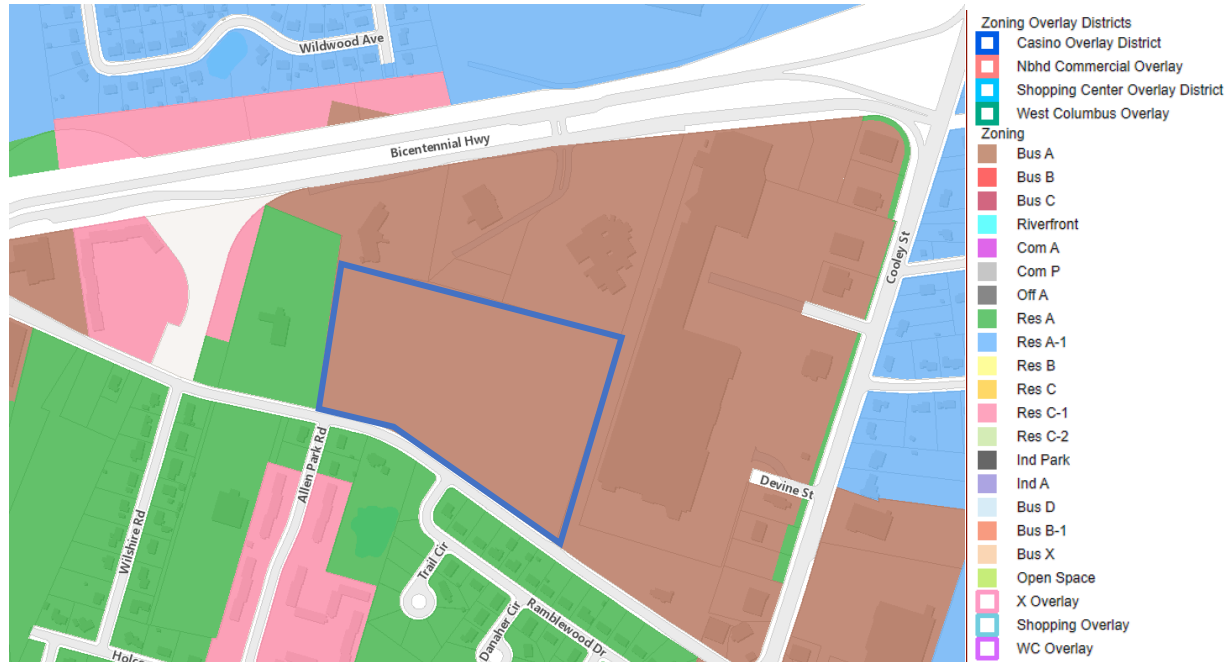 Wildwood Ave
Bicentennial Hwy
Cooley St
Allen Park Rd
Wilshire Rd
Devine St
Trail Cir
Ramblewood Dr
Danaher Cir
Holc
Zoning Overlay Districts
Casino Overlay District
Nbhd Commercial Overlay
Shopping Center Overlay District
West Columbus Overlay
Zoning
Bus A
Bus B
Bus C
Riverfront
Com A
Com P
Off A
Res A
Res A-1
Res B
Res C
Res C-1
Res C-2
Ind Park
Ind A
Bus D
Bus B-1
Bus X
Open Space
X Overlay
Shopping Overlay
WC Overlay